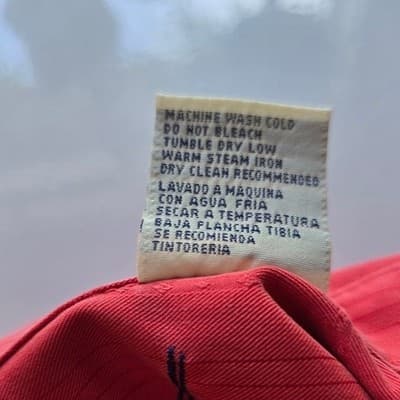 MACHINE WASH COLD
DO NOT BLEACH
TUMBLE DRY LOW
WARM STEAM IRON
DRY CLEAN RECOMMENDED
LAVADO A MÁQUINA
CON AGUA FRIA
SECAR A TEMPERATURA
BAJA PLANCHA TIBIA
SE RECOMIENDA
TINTORERIA